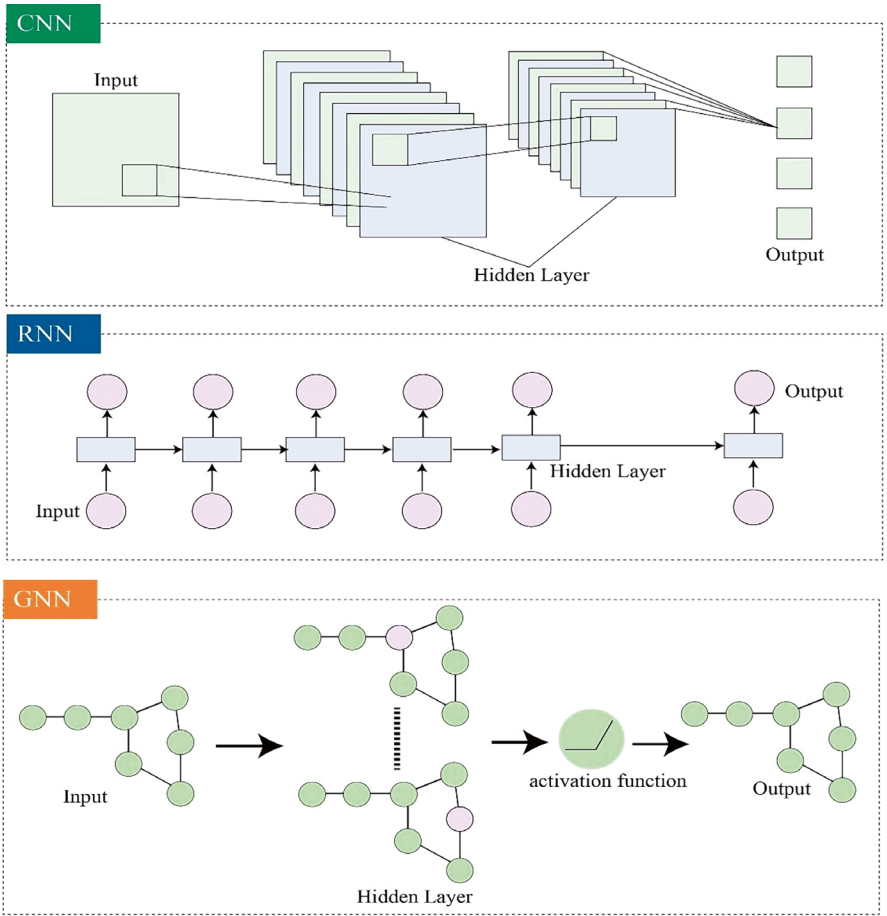 CNN
Input
Hidden Layer
Output
RNN
Output
Hidden Layer
Input
GNN
Input
activation function
Output
Hidden Layer